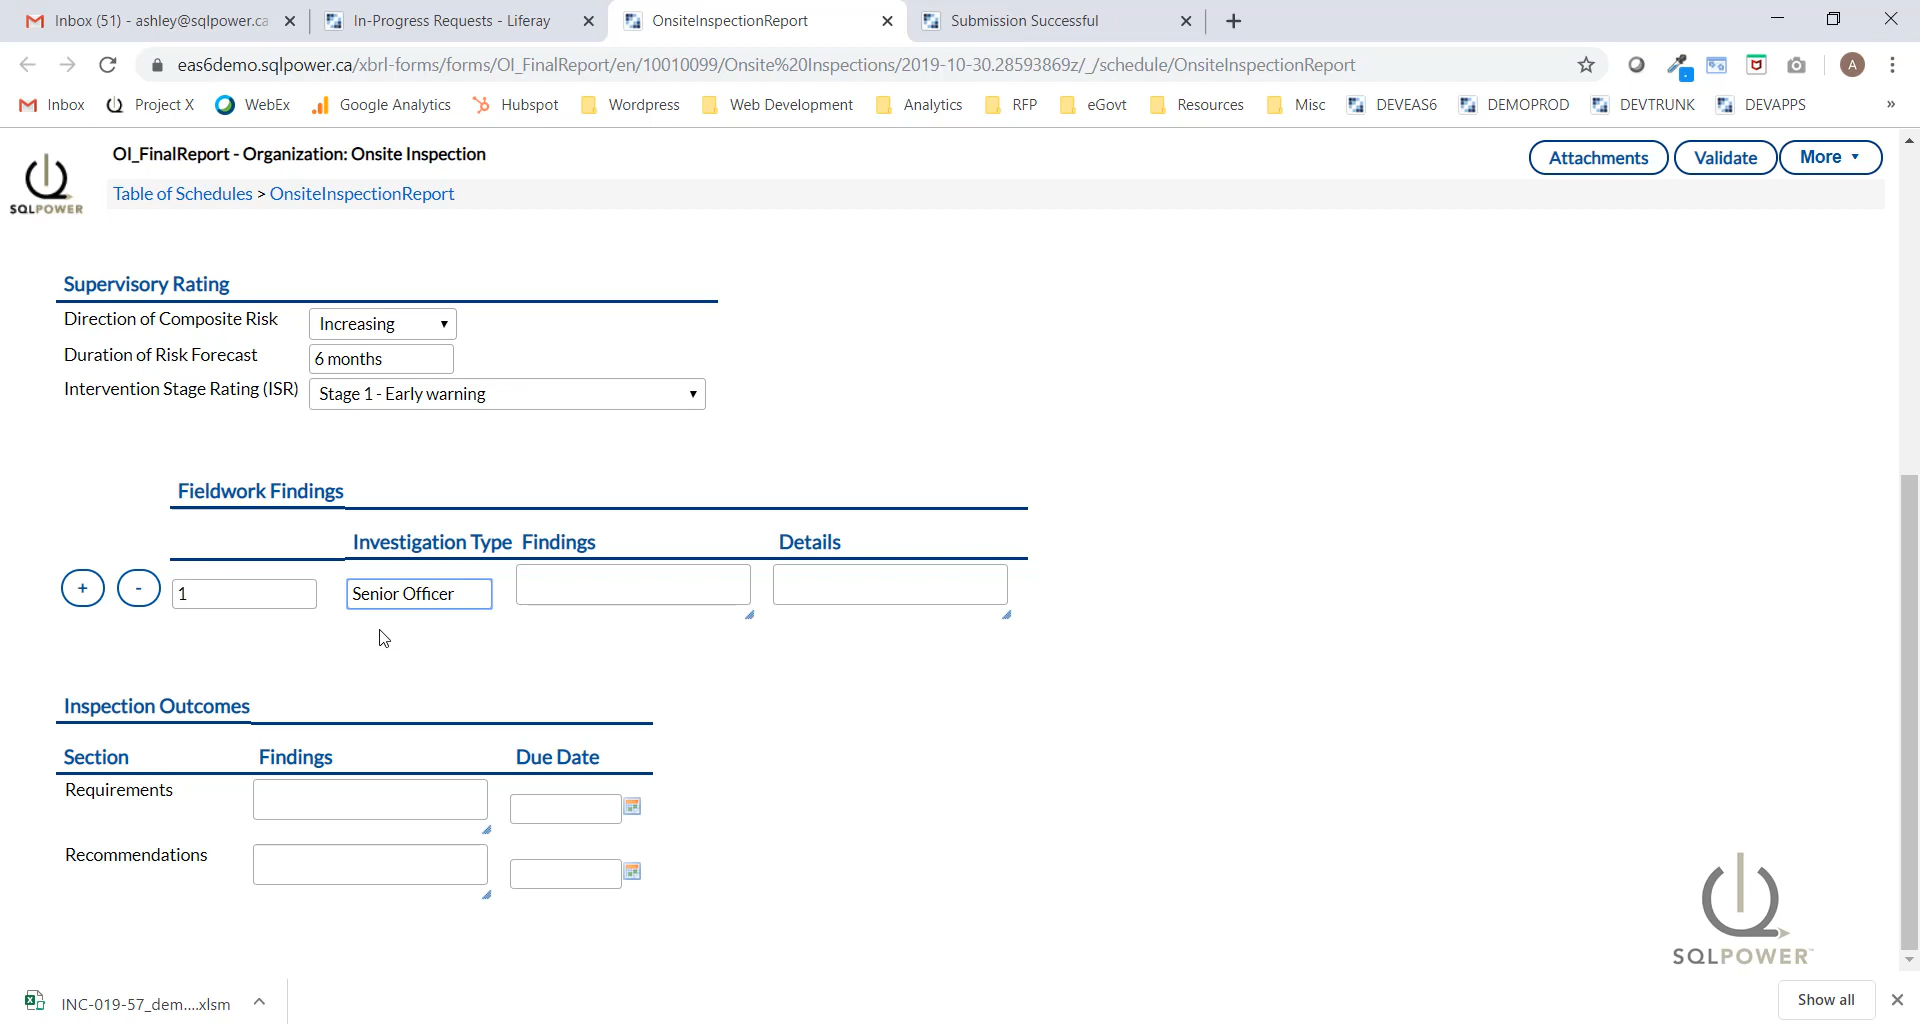 Inbox (51) - ashley@sqlpower.ca
In-Progress Requests - Liferay
OnsiteInspectionReport
Submission Successful
eas6demo.sqlpower.ca/xbrl-forms/forms/OI_FinalReport/en/10010099/Onsite%20Inspections/2019-10-30.28593869z/_/schedule/OnsiteInspectionReport
A
Inbox
Project X
WebEx
Google Analytics
Hubspot
Wordpress
Web Development
Analytics
RFP
eGovt
Resources
Misc
DEVEAS6
DEMOPROD
DEVTRUNK
DEVAPPS
»
SQLPOWER
OI_FinalReport - Organization: Onsite Inspection
Attachments
Validate
More
Table of Schedules > OnsiteInspectionReport
Supervisory Rating
Direction of Composite Risk
Increasing
Duration of Risk Forecast
6 months
Intervention Stage Rating (ISR)
Stage 1 - Early warning
Fieldwork Findings
Investigation Type
Findings
Details
+
-
1
Senior Officer
Inspection Outcomes
Section
Findings
Due Date
Requirements
Recommendations
SQLPOWER™
INC-019-57_dem....xlsm
Show all